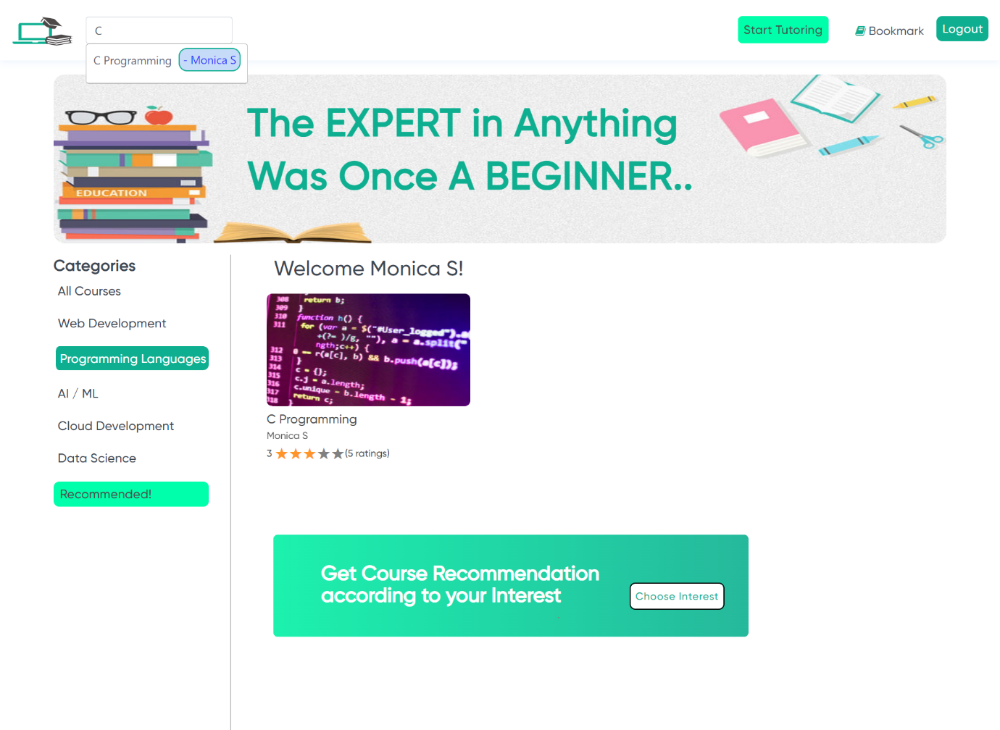 C
Start Tutoring
Bookmark
Logout
C Programming - Monica S
The EXPERT in Anything
Was Once A BEGINNER..
EDUCATION
Categories
All Courses
Web Development
Programming Languages
AI / ML
Cloud Development
Data Science
Recommended!
Welcome Monica S!
308
return b;
309 }
310 function h() {
311 for (var a = $("#User_logged").a
+(?= )/g, ""), a = a.split("
ngth;c++) {
312 0 == r(a[c], b) && b.push(a[c]);
313 }
314 c = {};
315 c.j = a.length;
316 c.unique = b.length - 1;
317 return c;
318 }
C Programming
Monica S
3 ★★★★★(5 ratings)
Get Course Recommendation
according to your Interest
Choose Interest